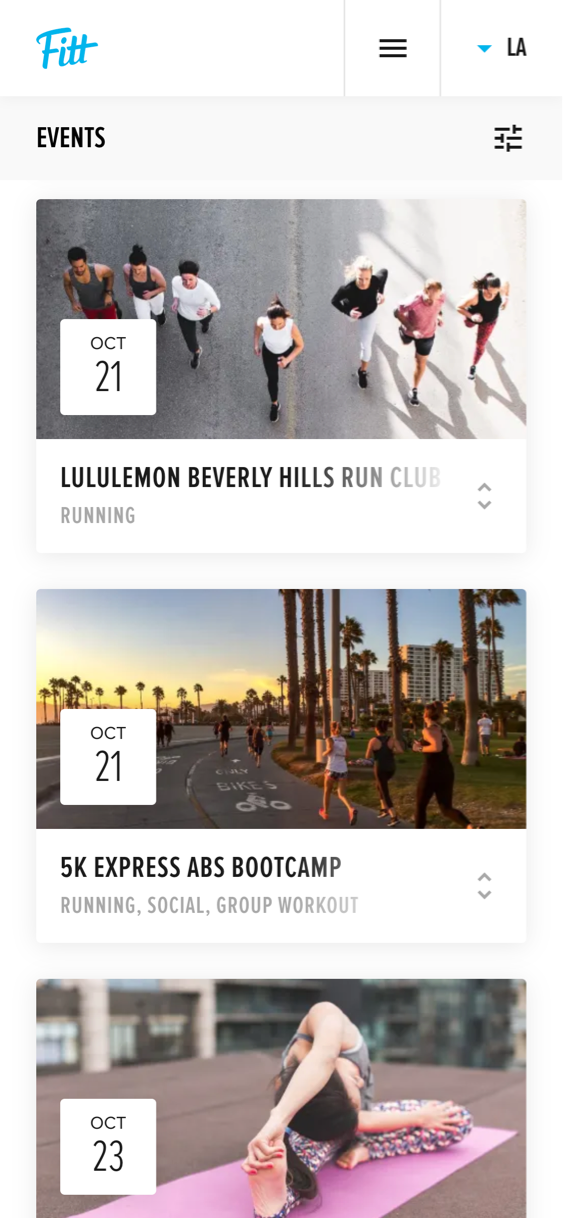 Fitt
LA
EVENTS
OCT
21
LULULEMON BEVERLY HILLS RUN CLUB
RUNNING
OCT
21
ONLY
BIKES
5K EXPRESS ABS BOOTCAMP
RUNNING, SOCIAL, GROUP WORKOUT
OCT
23